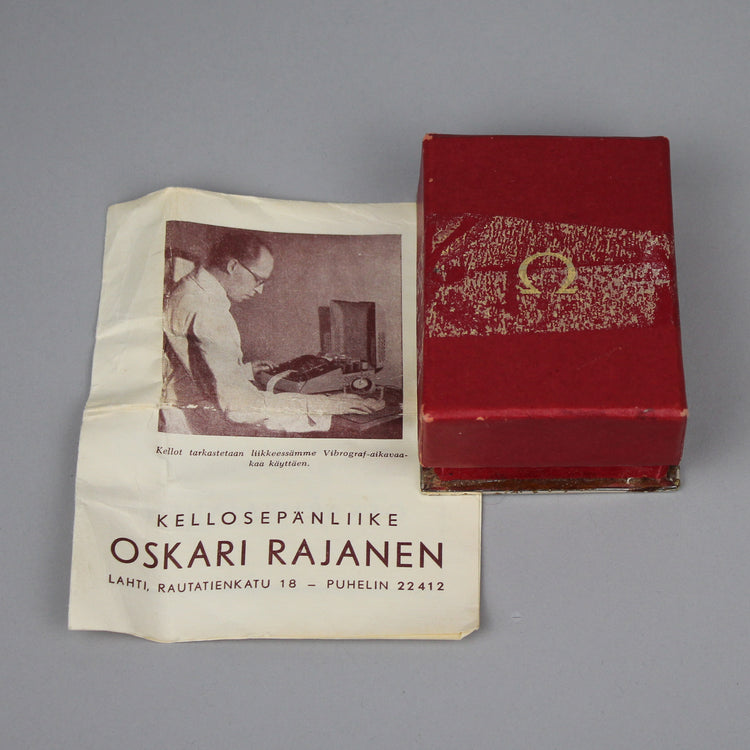 Kellot tarkastetaan liikkeessämme Vibrograf-aikavaa-
kaa käyttäen.
KELLOSEPÄNLIIKE
OSKARI RAJANEN
LAHTI, RAUTATIENKATU 18 – PUHELIN 22412
Ω